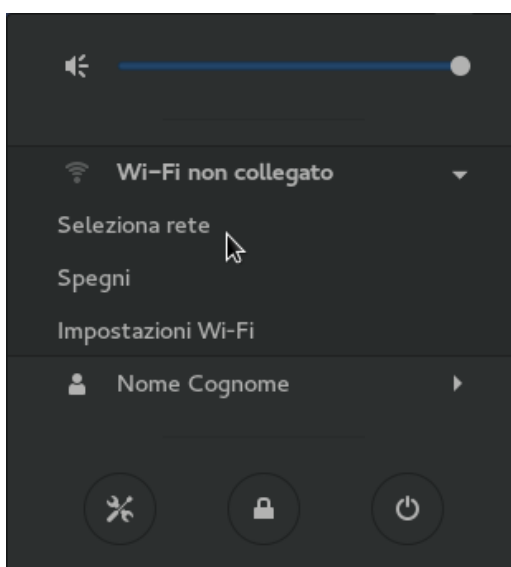 Wi-Fi non collegato
Seleziona rete
Spegni
Impostazioni Wi-Fi
Nome Cognome